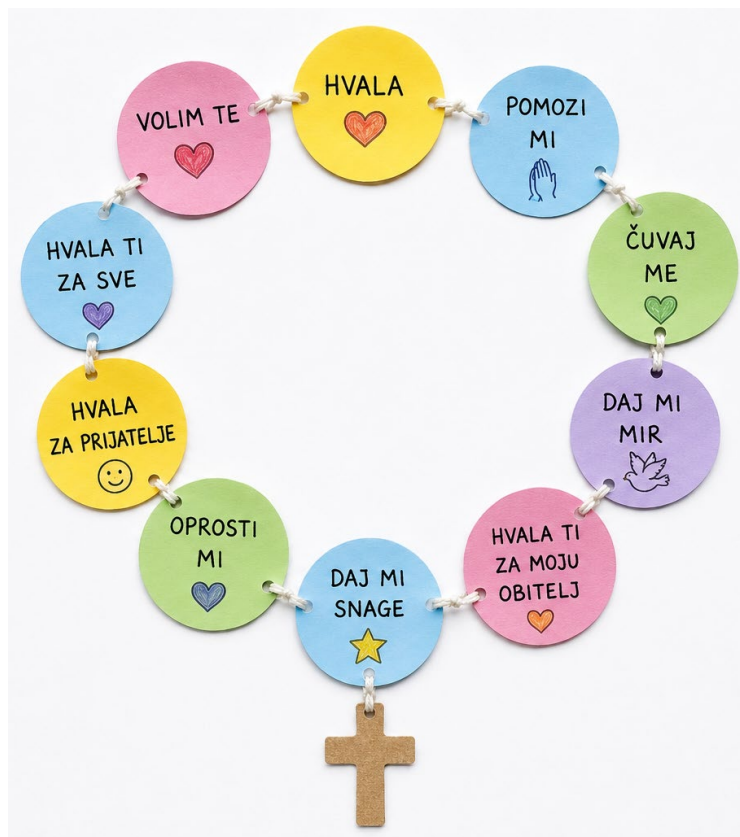 HVALA
POMOZI
MI
ČUVAJ
ME
DAJ MI
MIR
HVALA TI
ZA MOJU
OBITELJ
DAJ MI
SNAGE
OPROSTI
MI
HVALA
ZA PRIJATELJE
HVALA TI
ZA SVE
VOLIM TE